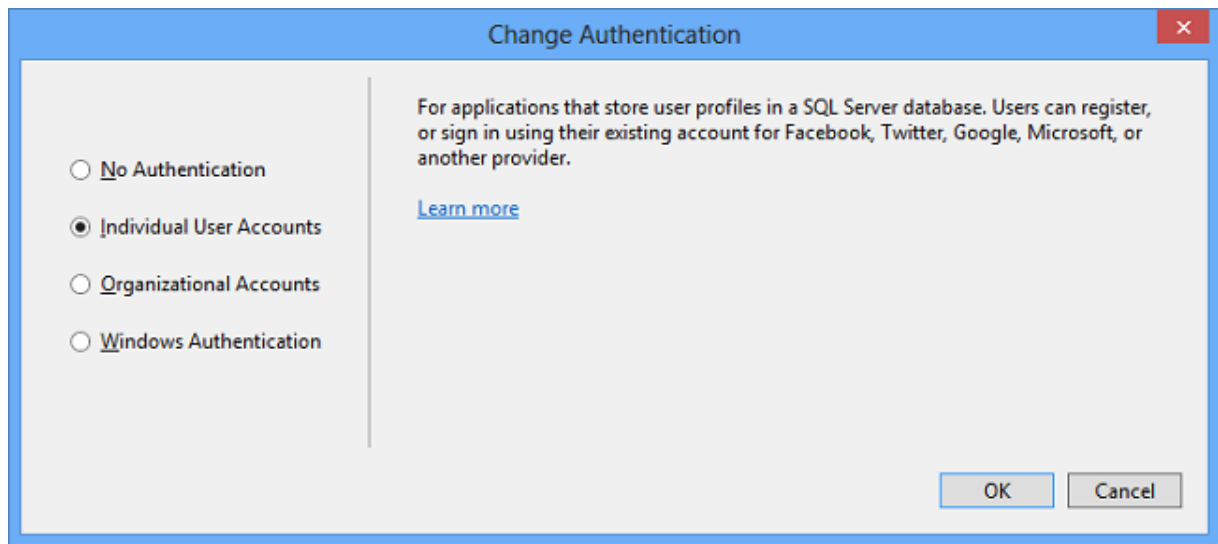 Change Authentication
No Authentication
Individual User Accounts
Organizational Accounts
Windows Authentication
For applications that store user profiles in a SQL Server database. Users can register,
or sign in using their existing account for Facebook, Twitter, Google, Microsoft, or
another provider.
Learn more
OK
Cancel